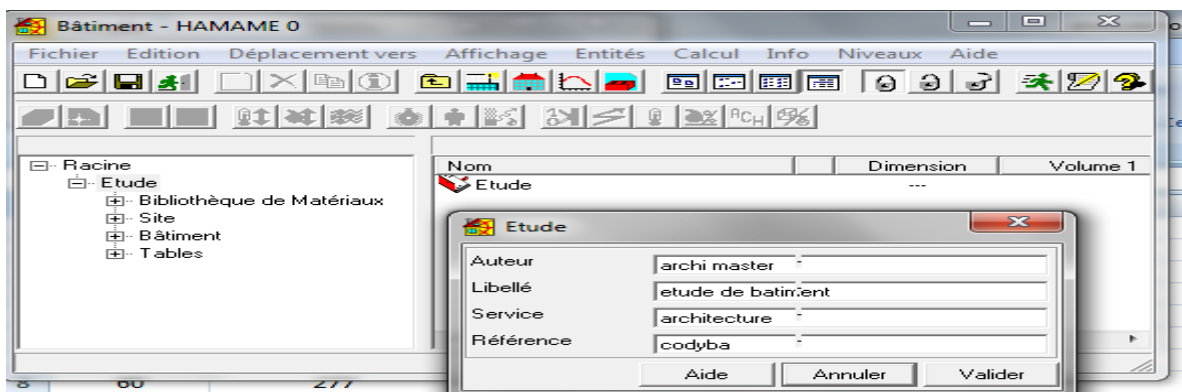 Bâtiment - HAMAME 0
Fichier Edition Déplacement vers Affichage Entités Calcul Info Niveaux Aide
ACH
Racine
Etude
Bibliothèque de Matériaux
Site
Bâtiment
Tables
Nom Dimension Volume 1
Etude ---
Etude
Auteur archi master
Libellé etude de batiment
Service architecture
Référence codyba
Aide Annuler Valider
8 60 277